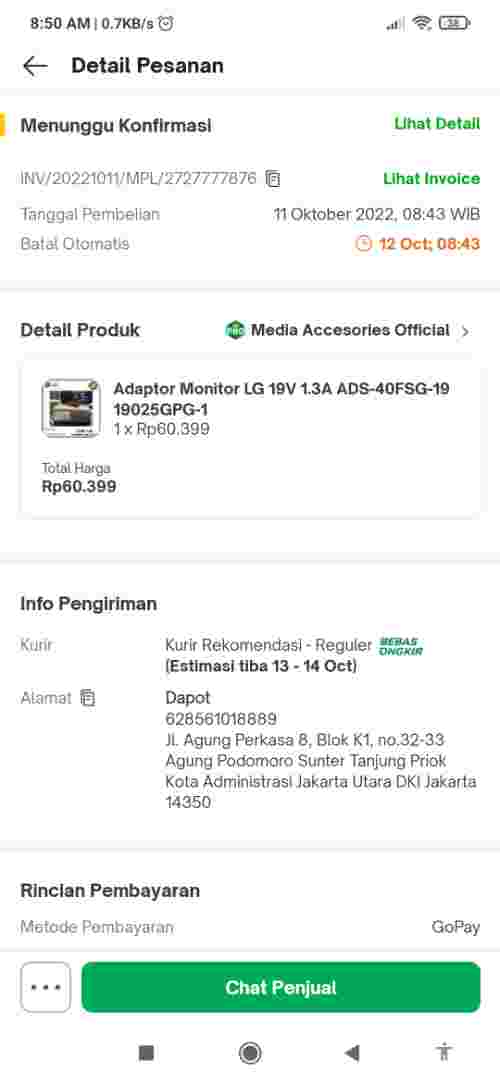 8:50 AM | 0.7KB/s
38
Detail Pesanan
Menunggu Konfirmasi
Lihat Detail
INV/20221011/MPL/2727777876
Lihat Invoice
Tanggal Pembelian
11 Oktober 2022, 08:43 WIB
Batal Otomatis
12 Oct; 08:43
Detail Produk
PRO
Media Accesories Official
Adaptor Monitor LG 19V 1.3A ADS-40FSG-19
19025GPG-1
1 x Rp60.399
Total Harga
Rp60.399
Info Pengiriman
Kurir
Kurir Rekomendasi - Reguler
BEBAS
ONGKIR
(Estimasi tiba 13 - 14 Oct)
Alamat
Dapot
628561018889
Jl. Agung Perkasa 8, Blok K1, no.32-33
Agung Podomoro Sunter Tanjung Priok
Kota Administrasi Jakarta Utara DKI Jakarta
14350
Rincian Pembayaran
Metode Pembayaran
GoPay
Chat Penjual